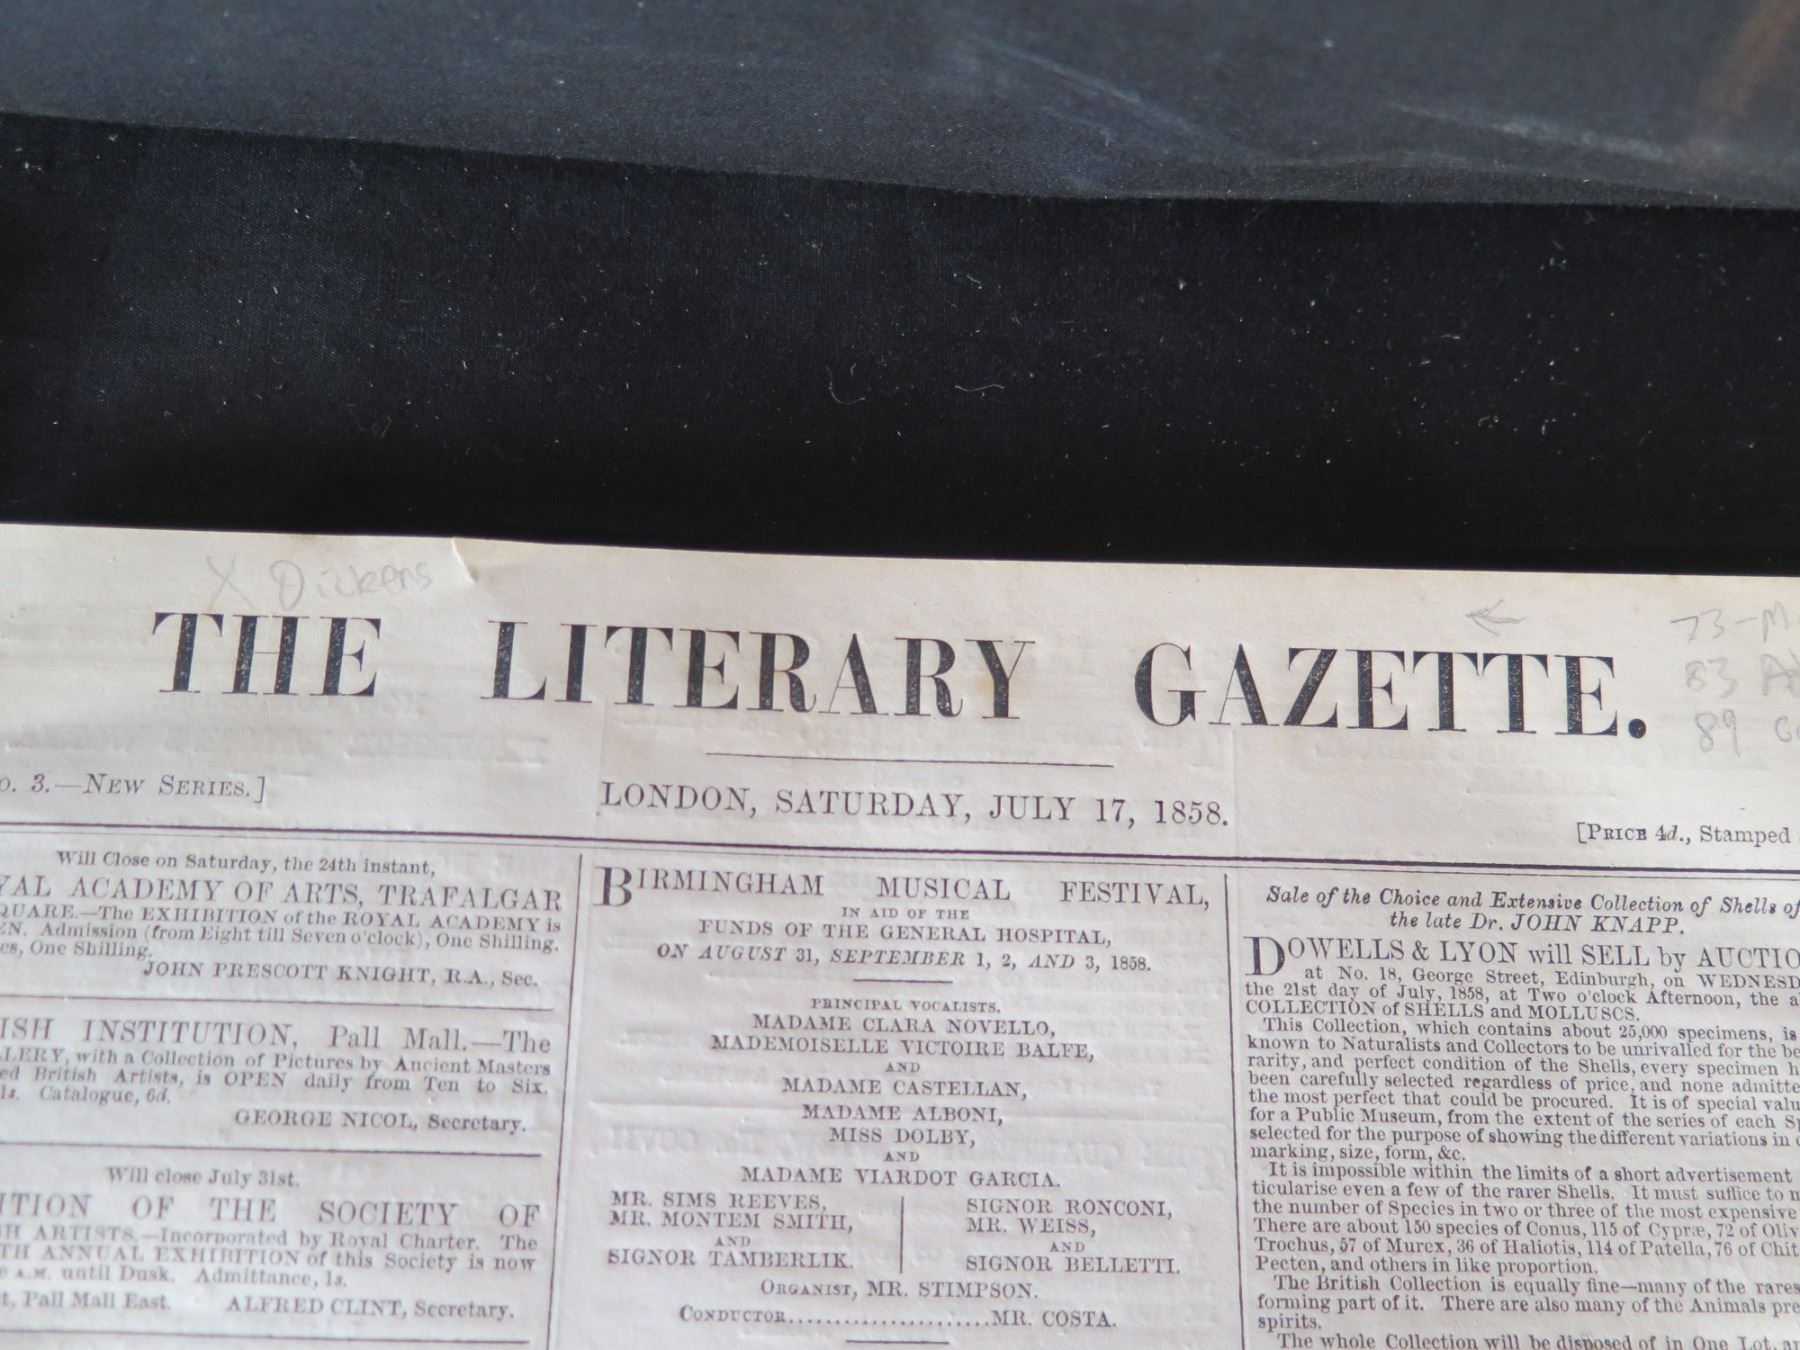 X Dickens
THE LITERARY GAZETTE.
73-M
83 A
89
3.—NEW SERIES.]
LONDON, SATURDAY, JULY 17, 1858.
[PRICE 4d., Stamped
Will Close on Saturday, the 24th instant,
YAL ACADEMY OF ARTS, TRAFALGAR
QUARE.—The EXHIBITION of the ROYAL ACADEMY is
EN. Admission (from Eight till Seven o'clock), One Shilling.
es, One Shilling.
JOHN PRESCOTT KNIGHT, R.A., Sec.
ISH INSTITUTION, Pall Mall.—The
LLERY, with a Collection of Pictures by Ancient Masters
ed British Artists, is OPEN daily from Ten to Six.
1s. Catalogue, 6d.
GEORGE NICOL, Secretary.
Will close July 31st.
ITION OF THE SOCIETY OF
H ARTISTS.—Incorporated by Royal Charter. The
TH ANNUAL EXHIBITION of this Society is now
A.M. until Dusk. Admittance, 1s.
t, Pall Mall East. ALFRED CLINT, Secretary.
BIRMINGHAM MUSICAL FESTIVAL,
IN AID OF THE
FUNDS OF THE GENERAL HOSPITAL,
ON AUGUST 31, SEPTEMBER 1, 2, AND 3, 1858.
PRINCIPAL VOCALISTS.
MADAME CLARA NOVELLO,
MADEMOISELLE VICTOIRE BALFE,
AND
MADAME CASTELLAN,
MADAME ALBONI,
MISS DOLBY,
AND
MADAME VIARDOT GARCIA.
MR. SIMS REEVES,
MR. MONTEM SMITH,
AND
SIGNOR TAMBERLIK.
SIGNOR RONCONI,
MR. WEISS,
AND
SIGNOR BELLETTI.
ORGANIST, MR. STIMPSON.
CONDUCTOR......................MR. COSTA.
Sale of the Choice and Extensive Collection of Shells of
the late Dr. JOHN KNAPP.
DOWELLS & LYON will SELL by AUCTIO
at No. 18, George Street, Edinburgh, on WEDNESD
the 21st day of July, 1858, at Two o'clock Afternoon, the a
COLLECTION of SHELLS and MOLLUSCS.
This Collection, which contains about 25,000 specimens, is
known to Naturalists and Collectors to be unrivalled for the be
rarity, and perfect condition of the Shells, every specimen h
been carefully selected regardless of price, and none admitte
the most perfect that could be procured. It is of special valu
for a Public Museum, from the extent of the series of each Sp
selected for the purpose of showing the different variations in c
marking, size, form, &c.
It is impossible within the limits of a short advertisement
ticularise even a few of the rarer Shells. It must suffice to m
the number of Species in two or three of the most expensive
There are about 150 species of Conus, 115 of Cypræ, 72 of Oliv
Trochus, 57 of Murex, 36 of Haliotis, 114 of Patella, 76 of Chit
Pecten, and others in like proportion.
The British Collection is equally fine—many of the rares
forming part of it. There are also many of the Animals pre
spirits.
The whole Collection will be disposed of in One Lot, an